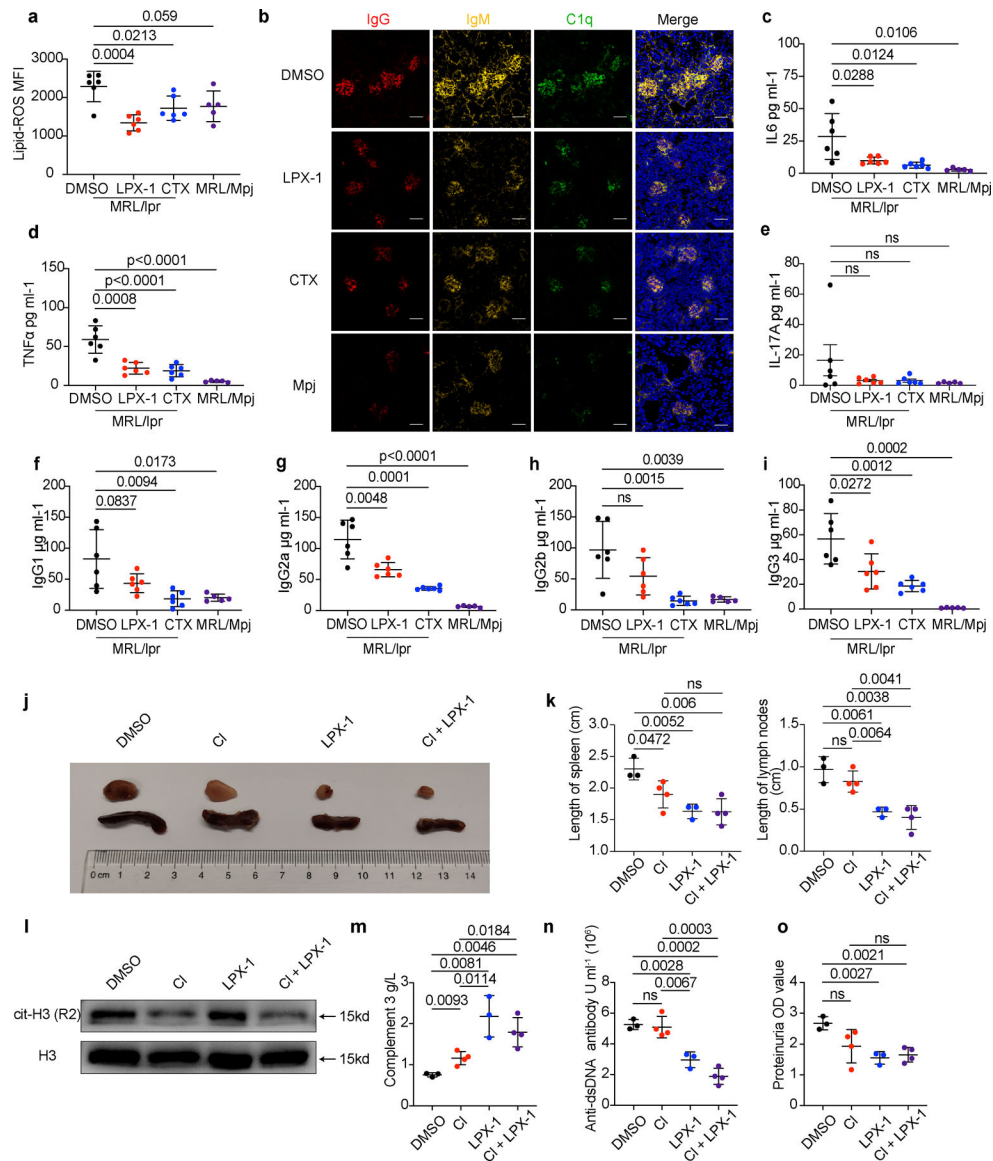 a
0.059
0.0213
0.0004
3000
2000
1000
0
Lipid-ROS MFI
DMSO LPX-1 CTX MRL/Mpj
MRL/lpr
b
IgG IgM C1q Merge
DMSO
LPX-1
CTX
Mpj
c
0.0106
0.0124
0.0288
100
75
50
25
0
IL6 pg ml-1
DMSO LPX-1 CTX MRL/Mpj
MRL/lpr
d
p<0.0001
p<0.0001
0.0008
150
100
50
0
TNFα pg ml-1
DMSO LPX-1 CTX MRL/Mpj
MRL/lpr
e
ns
ns
ns
80
60
40
20
0
IL-17A pg ml-1
DMSO LPX-1 CTX MRL/Mpj
MRL/lpr
f
0.0173
0.0094
0.0837
200
150
100
50
0
IgG1 µg ml-1
DMSO LPX-1 CTX MRL/Mpj
MRL/lpr
g
p<0.0001
0.0001
0.0048
200
150
100
50
0
IgG2a µg ml-1
DMSO LPX-1 CTX MRL/Mpj
MRL/lpr
h
0.0039
0.0015
ns
200
150
100
50
0
IgG2b µg ml-1
DMSO LPX-1 CTX MRL/Mpj
MRL/lpr
i
0.0002
0.0012
0.0272
100
80
60
40
20
0
IgG3 µg ml-1
DMSO LPX-1 CTX MRL/Mpj
MRL/lpr
j
DMSO CI LPX-1 CI + LPX-1
0 cm 1 2 3 4 5 6 7 8 9 10 11 12 13 14
k
ns
0.006
0.0052
0.0472
3.0
2.5
2.0
1.5
1.0
Length of spleen (cm)
DMSO CI LPX-1 CI + LPX-1
0.0041
0.0038
0.0061
ns 0.0064
1.5
1.0
0.5
0.0
Length of lymph nodes
(cm)
DMSO CI LPX-1 CI + LPX-1
l
DMSO CI LPX-1 CI + LPX-1
cit-H3 (R2) ←15kd
H3 ←15kd
m
0.0184
0.0046
0.0081
0.0114
0.0093
4
3
2
1
0
Complement 3 g/L
DMSO CI LPX-1 CI + LPX-1
n
0.0003
0.0002
0.0028
ns 0.0067
8
6
4
2
0
Anti-dsDNA antibody U ml⁻¹ (10⁶)
DMSO CI LPX-1 CI + LPX-1
o
ns
0.0021
0.0027
ns
4
3
2
1
0
Proteinuria OD value
DMSO CI LPX-1 CI + LPX-1